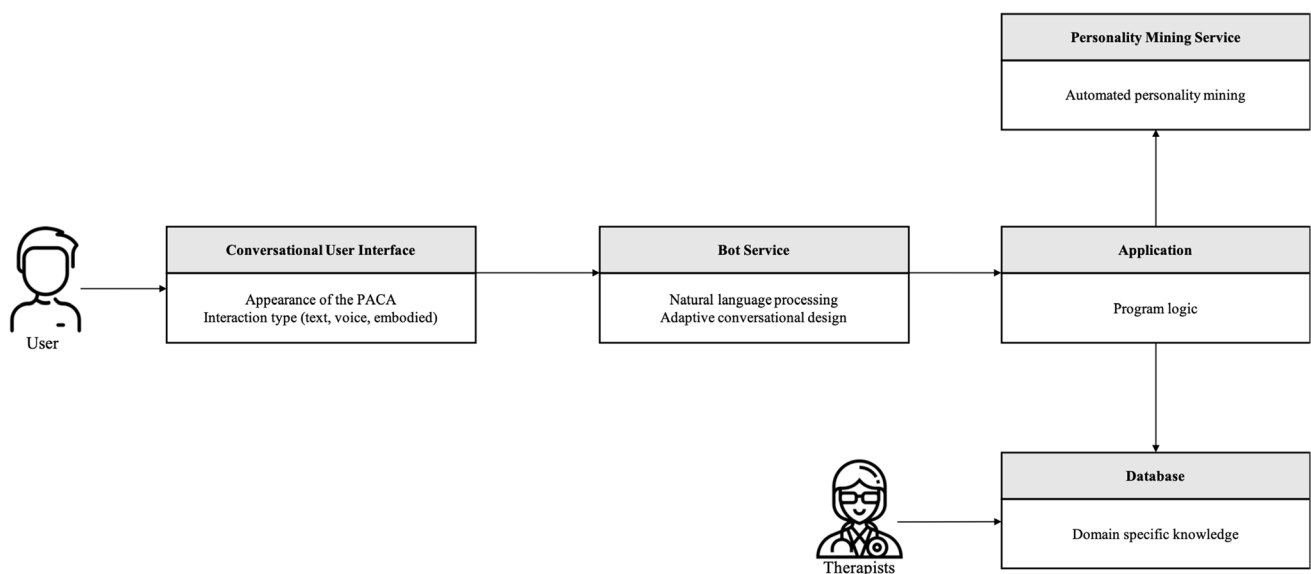 Personality Mining Service
Automated personality mining
User
Conversational User Interface
Appearance of the PACA
Interaction type (text, voice, embodied)
Bot Service
Natural language processing
Adaptive conversational design
Application
Program logic
Therapists
Database
Domain specific knowledge